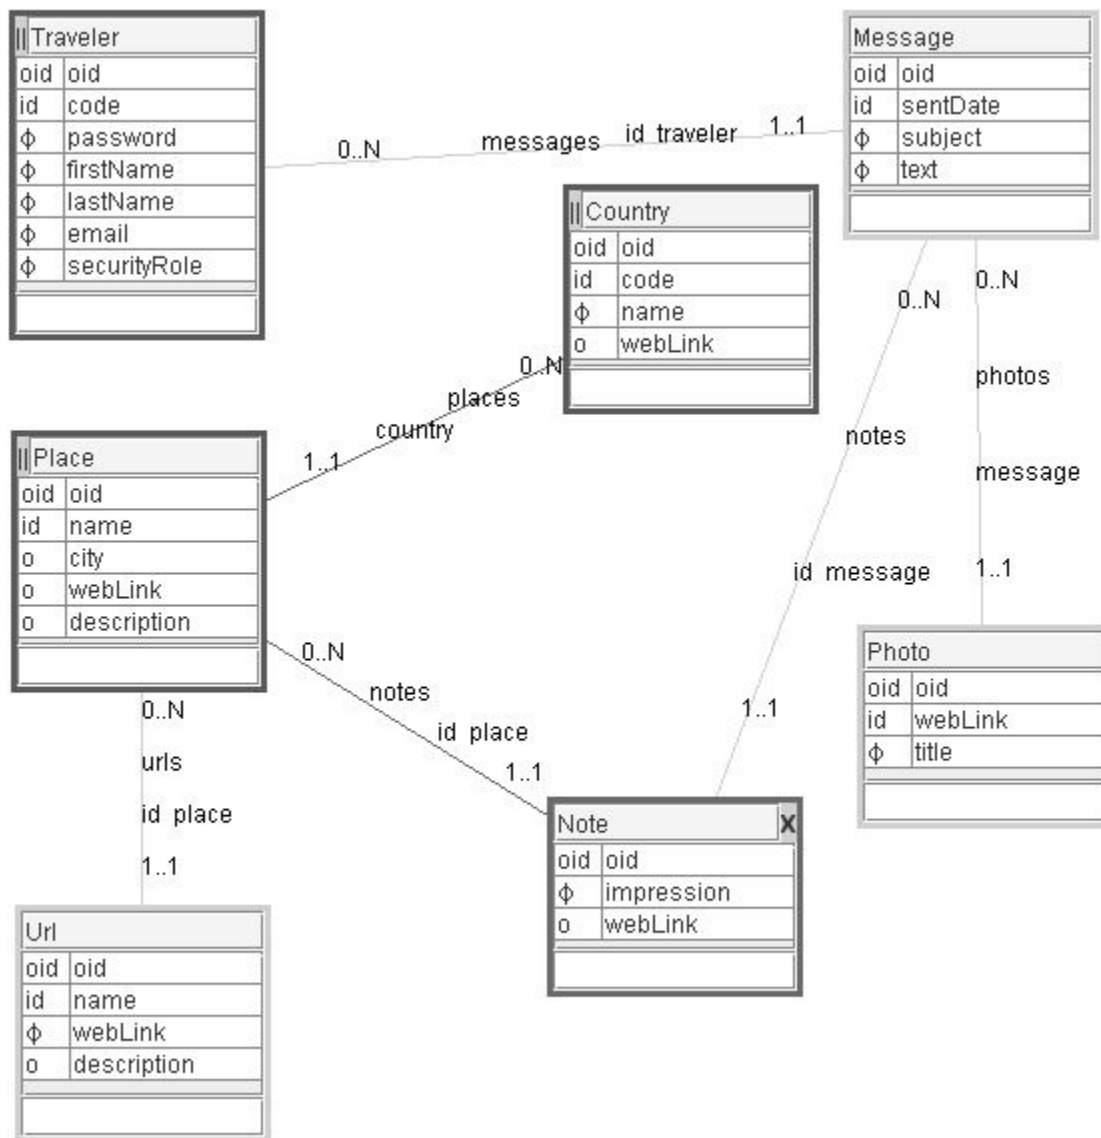 || Traveler
oid oid
id code
ϕ password
ϕ firstName
ϕ lastName
ϕ email
ϕ securityRole
Message
oid oid
id sentDate
ϕ subject
ϕ text
0..N messages id traveler 1..1
|| Country
oid oid
id code
ϕ name
o webLink
0..N
places
country
1..1
|| Place
oid oid
id name
o city
o webLink
o description
0..N
notes
id message
1..1
0..N
photos
message
1..1
Photo
oid oid
id webLink
ϕ title
0..N
notes
id place
1..1
0..N
urls
id place
1..1
Note X
oid oid
ϕ impression
o webLink
Url
oid oid
id name
ϕ webLink
o description